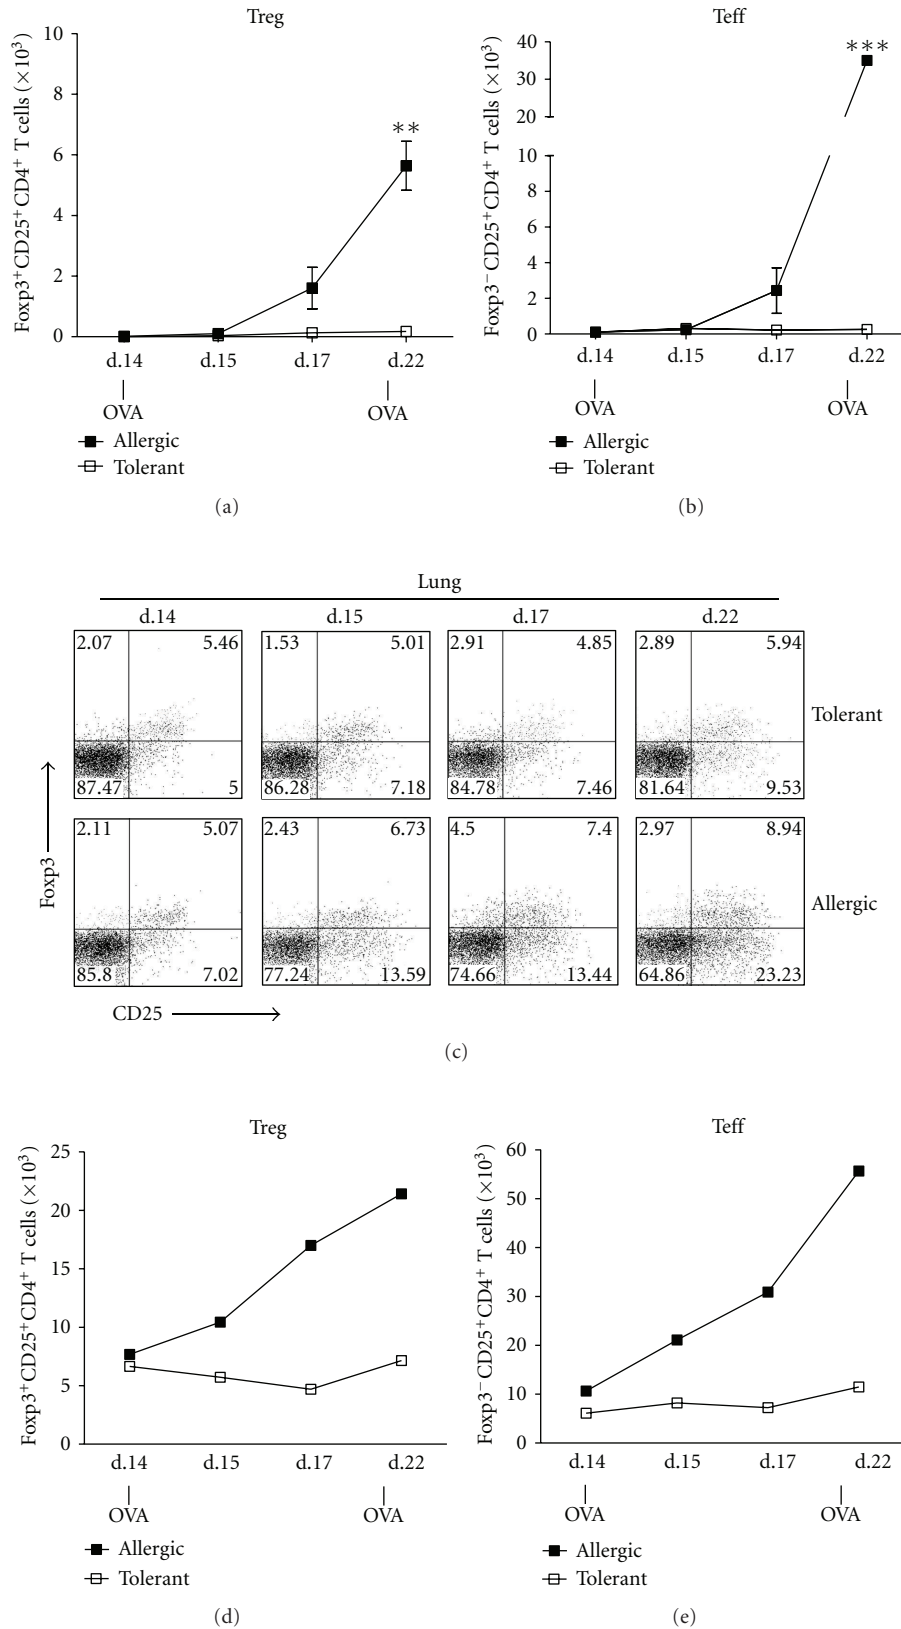 Treg
Foxp3⁺CD25⁺CD4⁺ T cells (×10³)
10
8
6
4
2
0
**
d.14 d.15 d.17 d.22
OVA OVA
Allergic
Tolerant
(a)
Teff
Foxp3⁻CD25⁺CD4⁺ T cells (×10³)
40
30
20
10
8
6
4
2
0
***
d.14 d.15 d.17 d.22
OVA OVA
Allergic
Tolerant
(b)
Lung
d.14 d.15 d.17 d.22
2.07 5.46 1.53 5.01 2.91 4.85 2.89 5.94
Tolerant
87.47 5 86.28 7.18 84.78 7.46 81.64 9.53
2.11 5.07 2.43 6.73 4.5 7.4 2.97 8.94
Allergic
85.8 7.02 77.24 13.59 74.66 13.44 64.86 23.23
Foxp3
CD25
(c)
Treg
Foxp3⁺CD25⁺CD4⁺ T cells (×10³)
25
20
15
10
5
0
d.14 d.15 d.17 d.22
OVA OVA
Allergic
Tolerant
(d)
Teff
Foxp3⁻CD25⁺CD4⁺ T cells (×10³)
60
50
40
30
20
10
0
d.14 d.15 d.17 d.22
OVA OVA
Allergic
Tolerant
(e)